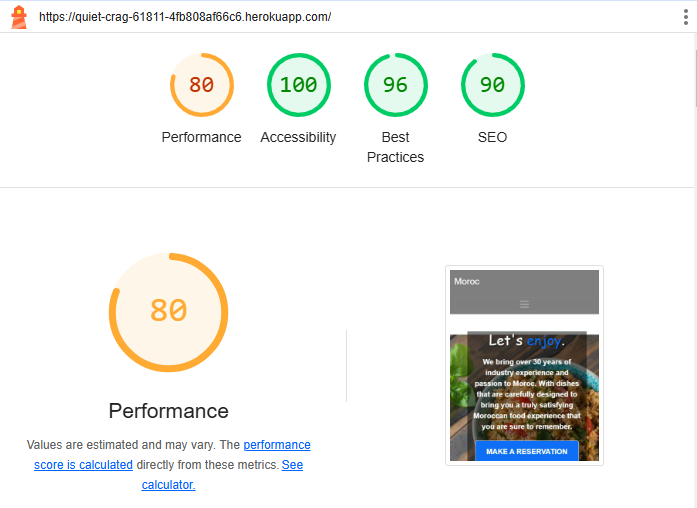 https://quiet-crag-61811-4fb808af66c6.herokuapp.com/
80
100
96
90
Performance
Accessibility
Best
Practices
SEO
80
Performance
Values are estimated and may vary. The performance
score is calculated directly from these metrics. See
calculator.
Moroc
Let's enjoy.
We bring over 30 years of
industry experience and
passion to Moroc. With dishes
that are carefully designed to
bring you a truly satisfying
Moroccan food experience that
you are sure to remember.
MAKE A RESERVATION